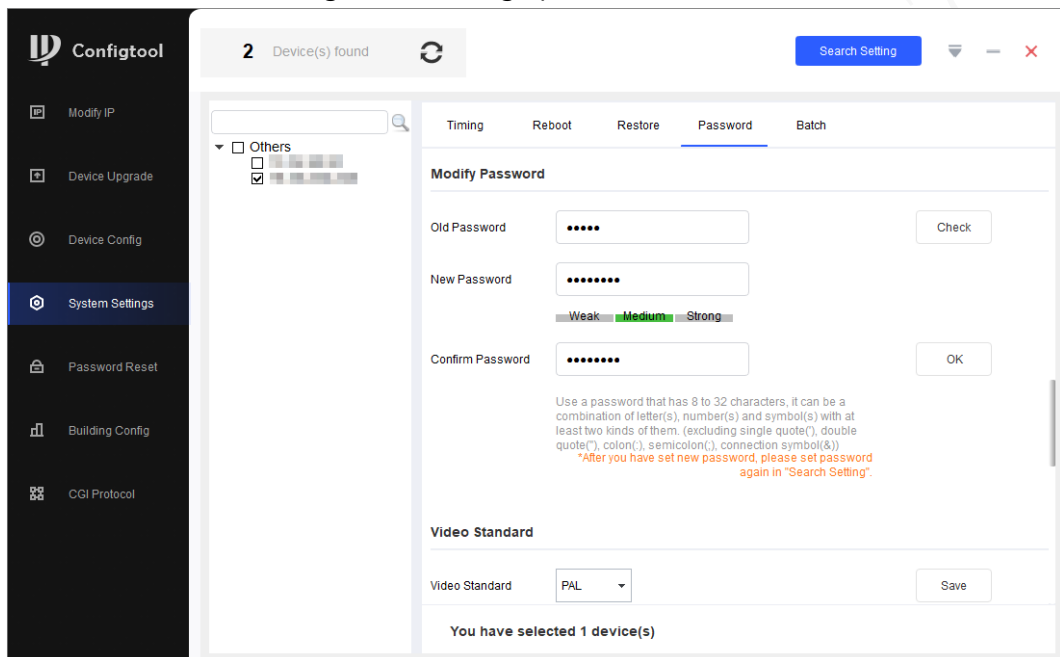 Configtool
2 Device(s) found
Search Setting
IP
Modify IP
Device Upgrade
Device Config
System Settings
Password Reset
Building Config
CGI Protocol
Others
Timing Reboot Restore Password Batch
Modify Password
Old Password ••••• Check
New Password ••••••••
Weak Medium Strong
Confirm Password •••••••• OK
Use a password that has 8 to 32 characters, it can be a
combination of letter(s), number(s) and symbol(s) with at
least two kinds of them. (excluding single quote('), double
quote("), colon(:), semicolon(;), connection symbol(&))
*After you have set new password, please set password
again in "Search Setting".
Video Standard
Video Standard PAL Save
You have selected 1 device(s)